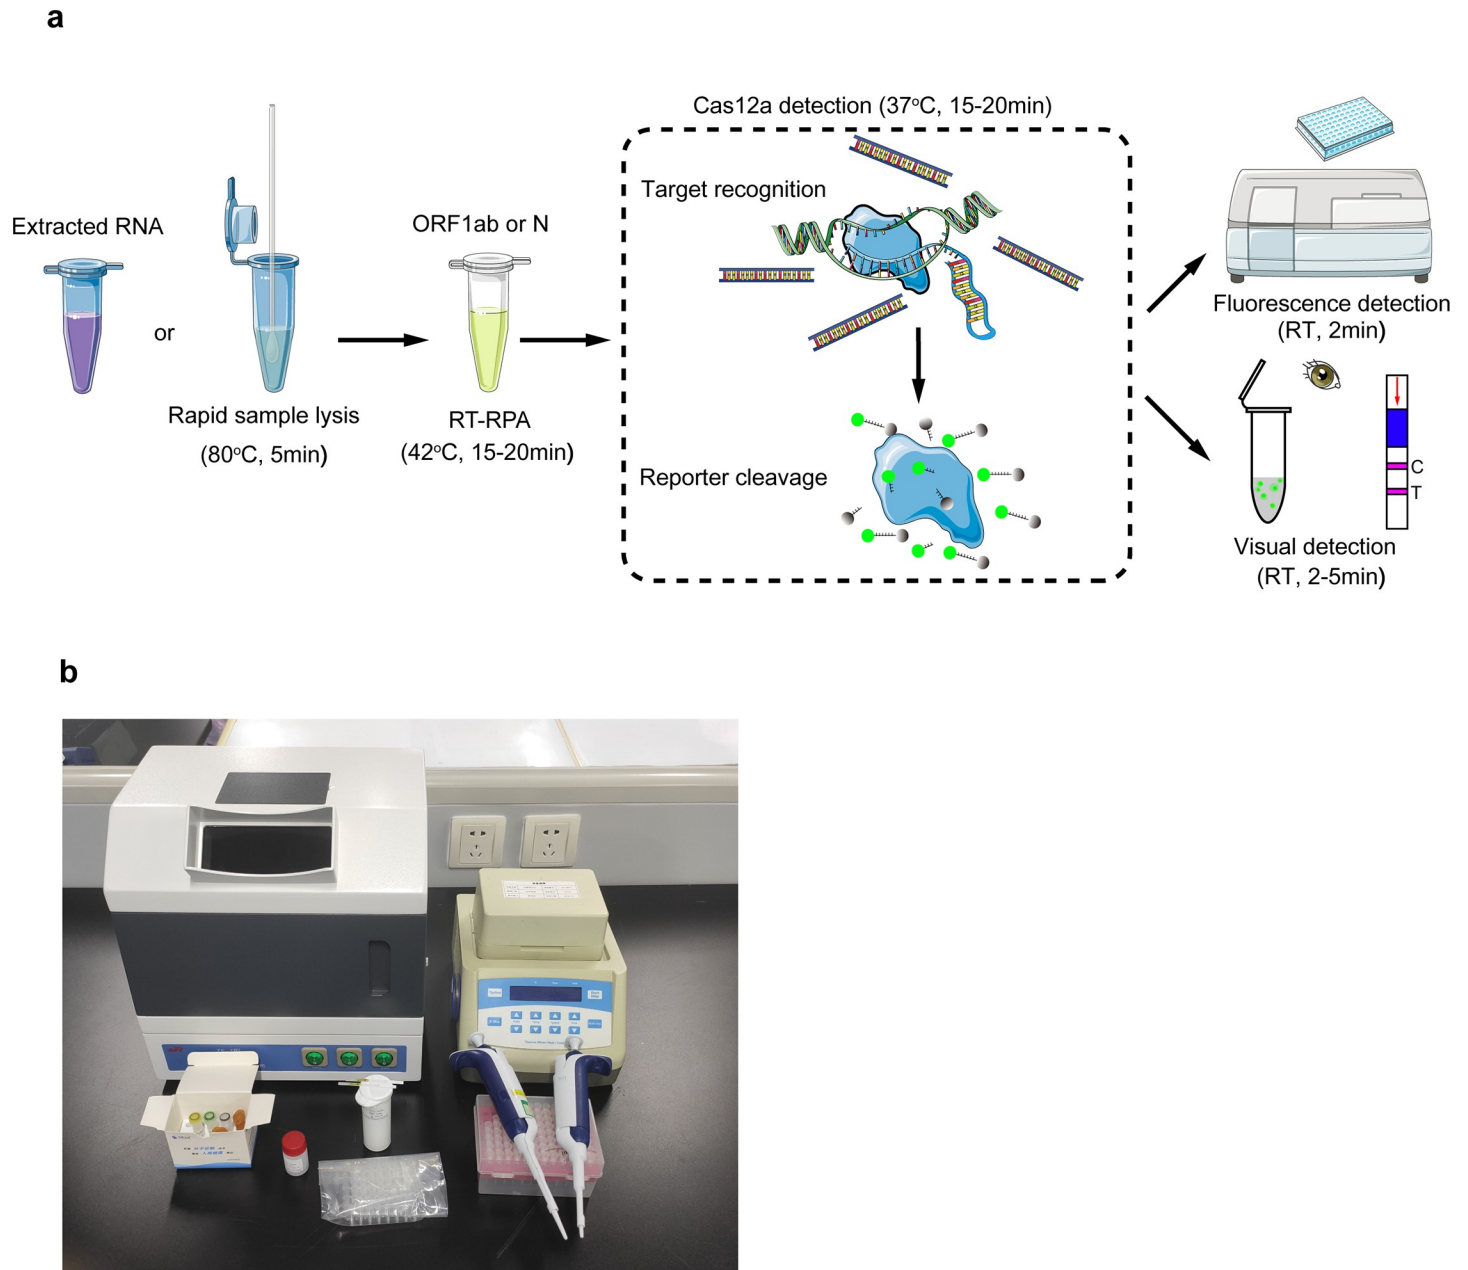 a
Cas12a detection (37°C, 15-20min)
Target recognition
Extracted RNA
ORF1ab or N
or
Rapid sample lysis
(80°C, 5min)
RT-RPA
(42°C, 15-20min)
Reporter cleavage
Fluorescence detection
(RT, 2min)
C
T
Visual detection
(RT, 2-5min)
b